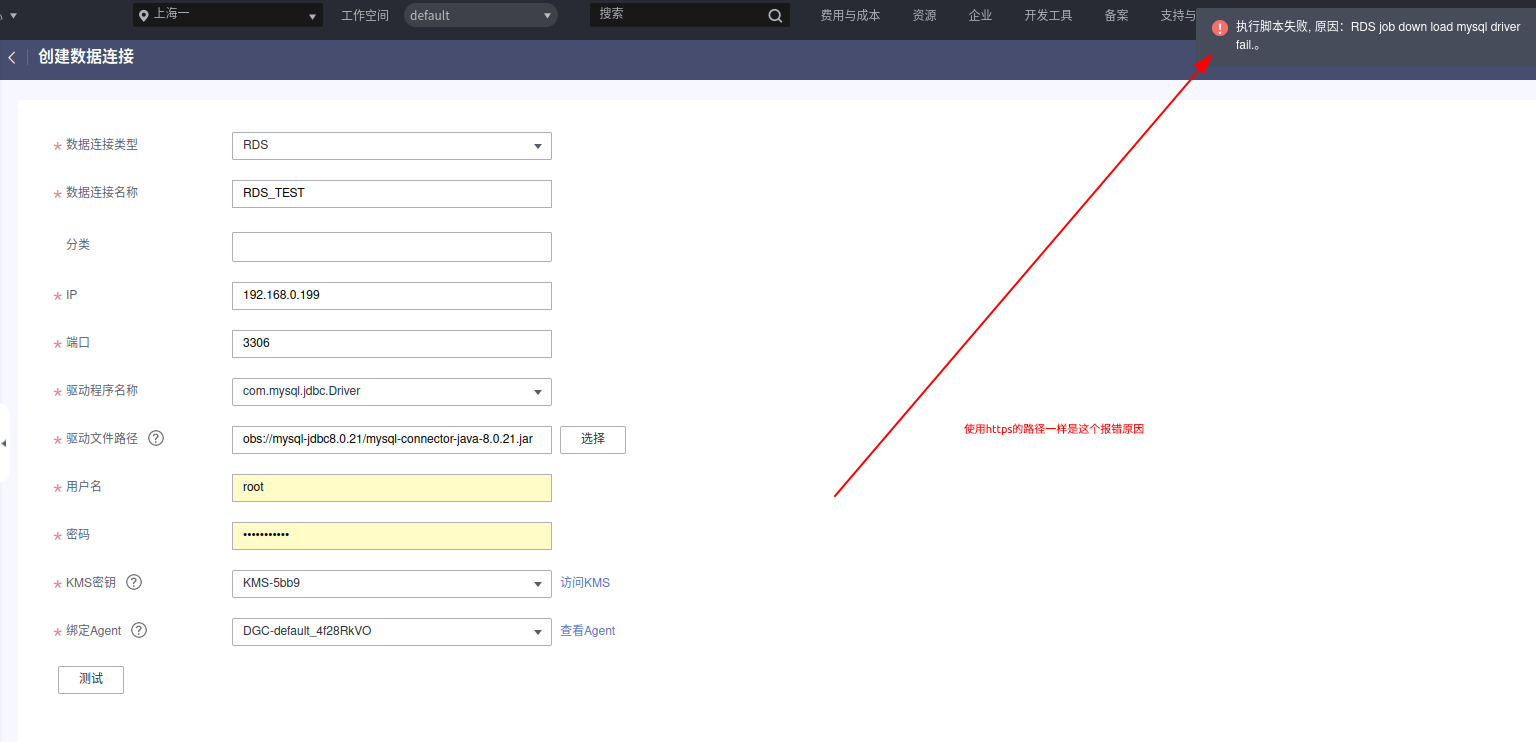 上海一
工作空间
default
搜索
费用与成本
资源
企业
开发工具
备案
支持与
执行脚本失败, 原因：RDS job down load mysql driver
fail.。
创建数据连接
* 数据连接类型
RDS
* 数据连接名称
RDS_TEST
分类
* IP
192.168.0.199
* 端口
3306
* 驱动程序名称
com.mysql.jdbc.Driver
* 驱动文件路径 ?
obs://mysql-jdbc8.0.21/mysql-connector-java-8.0.21.jar
选择
使用https的路径一样是这个报错原因
* 用户名
root
* 密码
•••••••••••
* KMS密钥 ?
KMS-5bb9
访问KMS
* 绑定Agent ?
DGC-default_4f28RkVO
查看Agent
测试